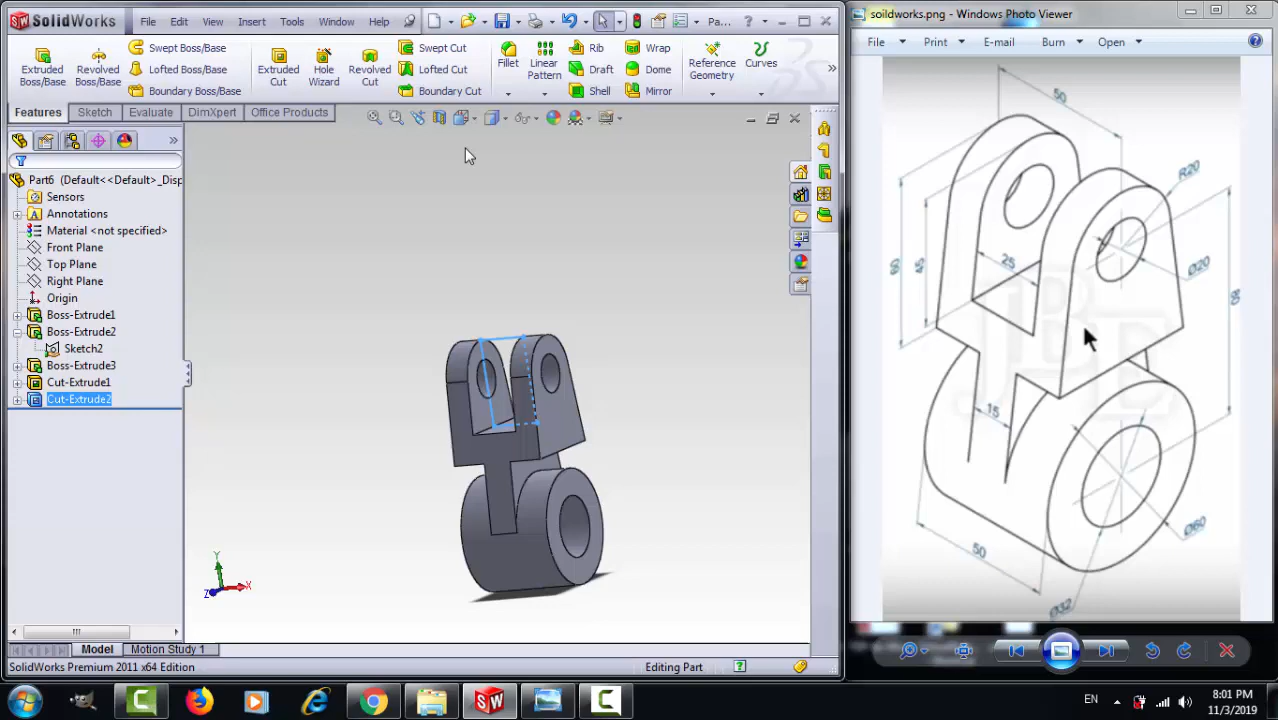 SolidWorks File Edit View Insert Tools Window Help Pa... ?
soildworks.png - Windows Photo Viewer
File Print E-mail Burn Open
Extruded Boss/Base
Revolved Boss/Base
Swept Boss/Base
Lofted Boss/Base
Boundary Boss/Base
Extruded Cut
Hole Wizard
Revolved Cut
Swept Cut
Lofted Cut
Boundary Cut
Fillet
Linear Pattern
Rib
Draft
Shell
Wrap
Dome
Mirror
Reference Geometry
Curves
Features Sketch Evaluate DimXpert Office Products
Part6 (Default<<Default>_Disp
Sensors
Annotations
Material <not specified>
Front Plane
Top Plane
Right Plane
Origin
Boss-Extrude1
Boss-Extrude2
Sketch2
Boss-Extrude3
Cut-Extrude1
Cut-Extrude2
Y
X
Z
50
R20
25
Ø20
15
50
Ø60
Ø32
JBDE
Model Motion Study 1
SolidWorks Premium 2011 x64 Edition Editing Part
EN
8:01 PM
11/3/2019